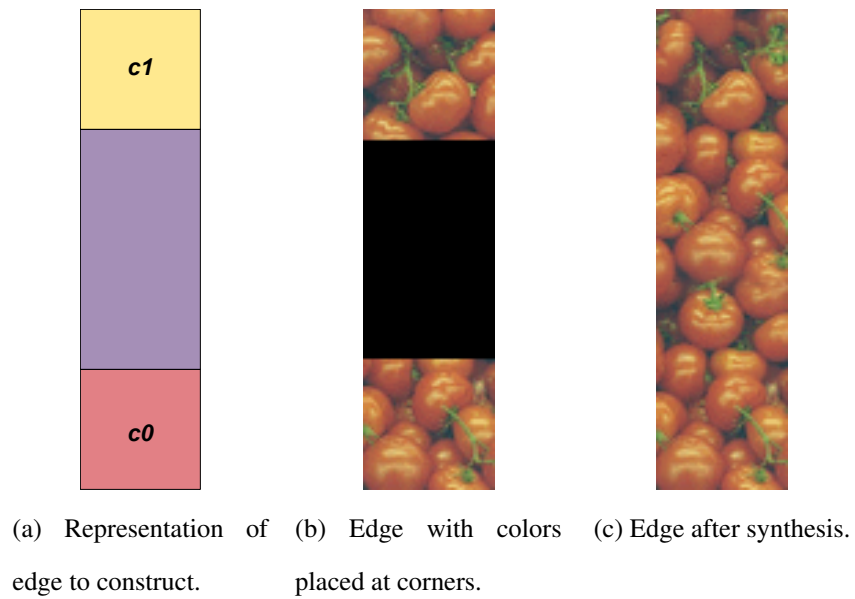 c1
c0
(a) Representation of
edge to construct.
(b) Edge with colors
placed at corners.
(c) Edge after synthesis.